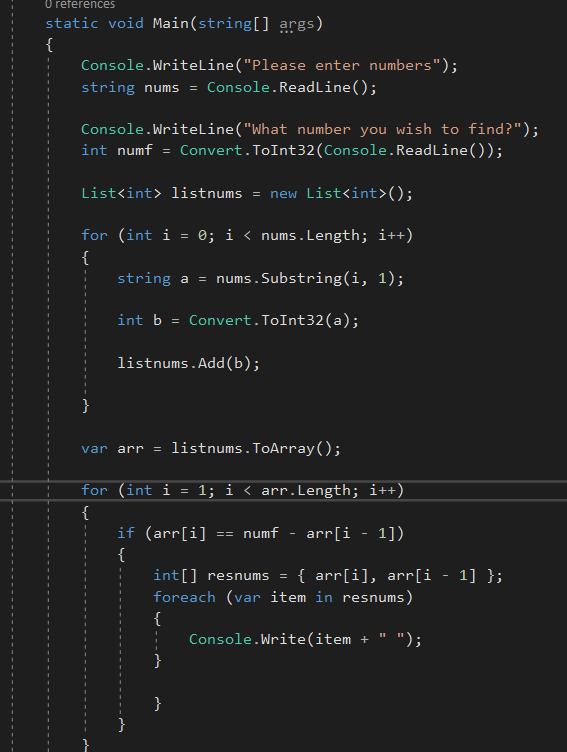 0 references
static void Main(string[] args)
{
Console.WriteLine("Please enter numbers");
string nums = Console.ReadLine();
Console.WriteLine("What number you wish to find?");
int numf = Convert.ToInt32(Console.ReadLine());
List<int> listnums = new List<int>();
for (int i = 0; i < nums.Length; i++)
{
string a = nums.Substring(i, 1);
int b = Convert.ToInt32(a);
listnums.Add(b);
}
var arr = listnums.ToArray();
for (int i = 1; i < arr.Length; i++)
{
if (arr[i] == numf - arr[i - 1])
{
int[] resnums = { arr[i], arr[i - 1] };
foreach (var item in resnums)
{
Console.Write(item + " ");
}
}
}
}